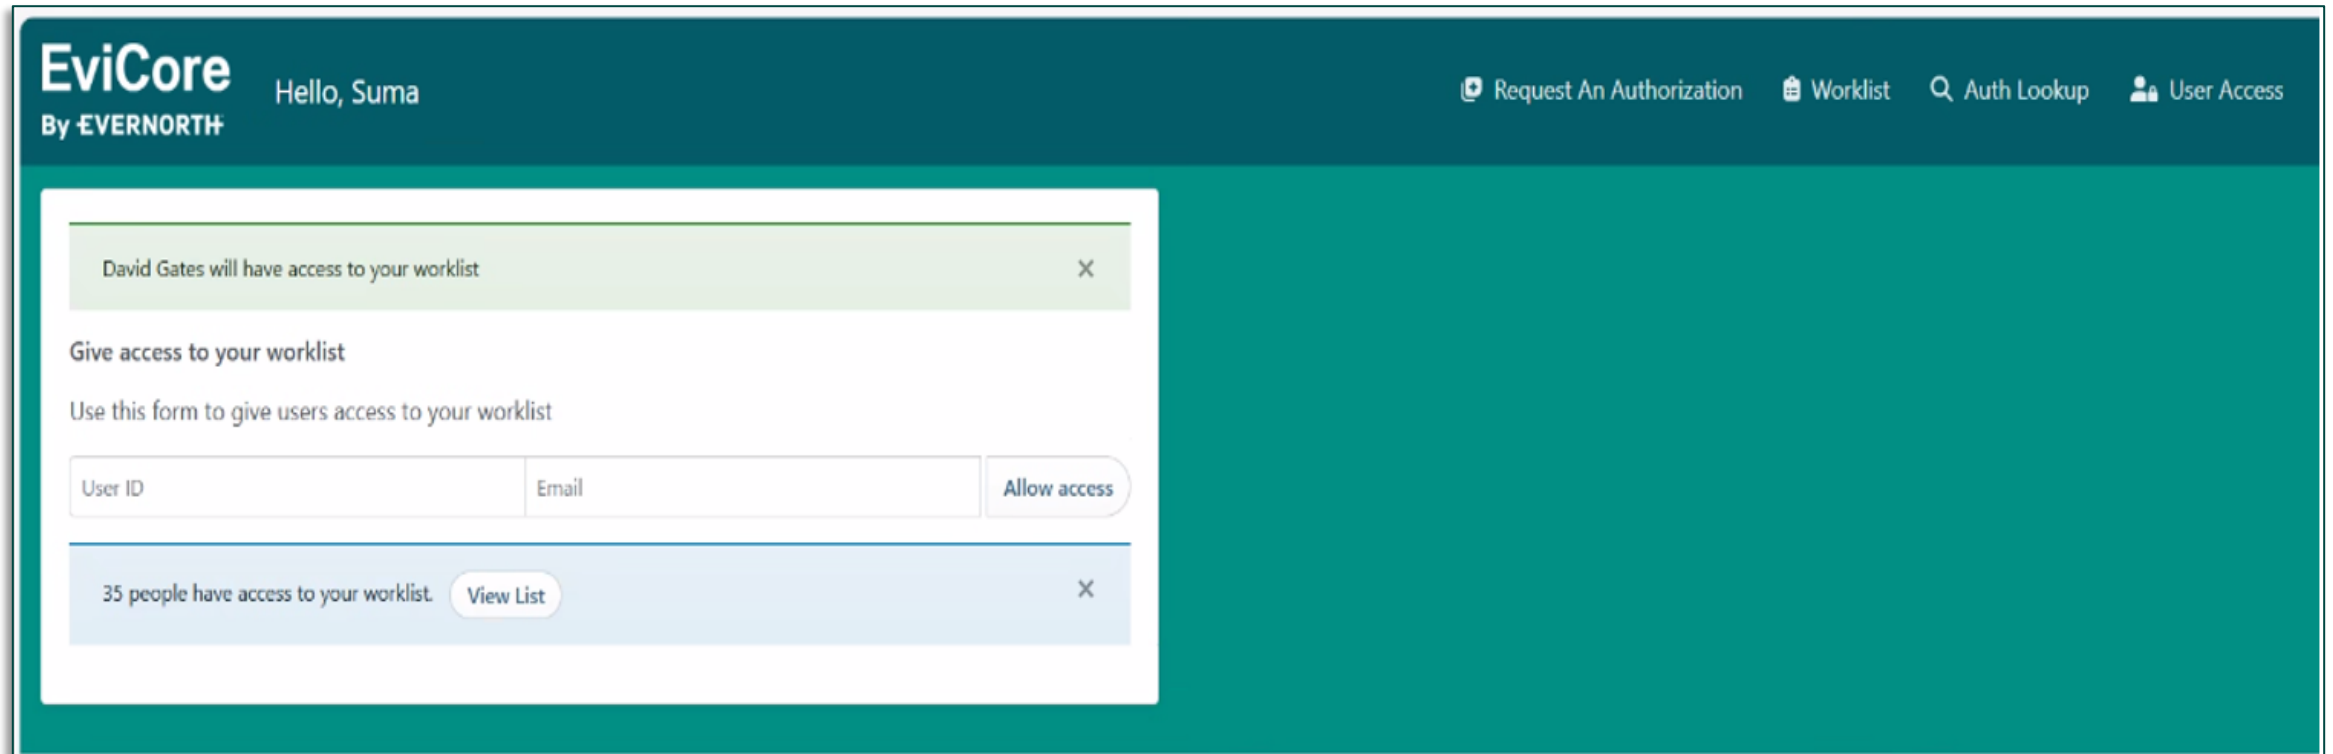 EviCore
By EVERNORTH
Hello, Suma
Request An Authorization
Worklist
Auth Lookup
User Access
David Gates will have access to your worklist
Give access to your worklist
Use this form to give users access to your worklist
User ID
Email
Allow access
35 people have access to your worklist.
View List